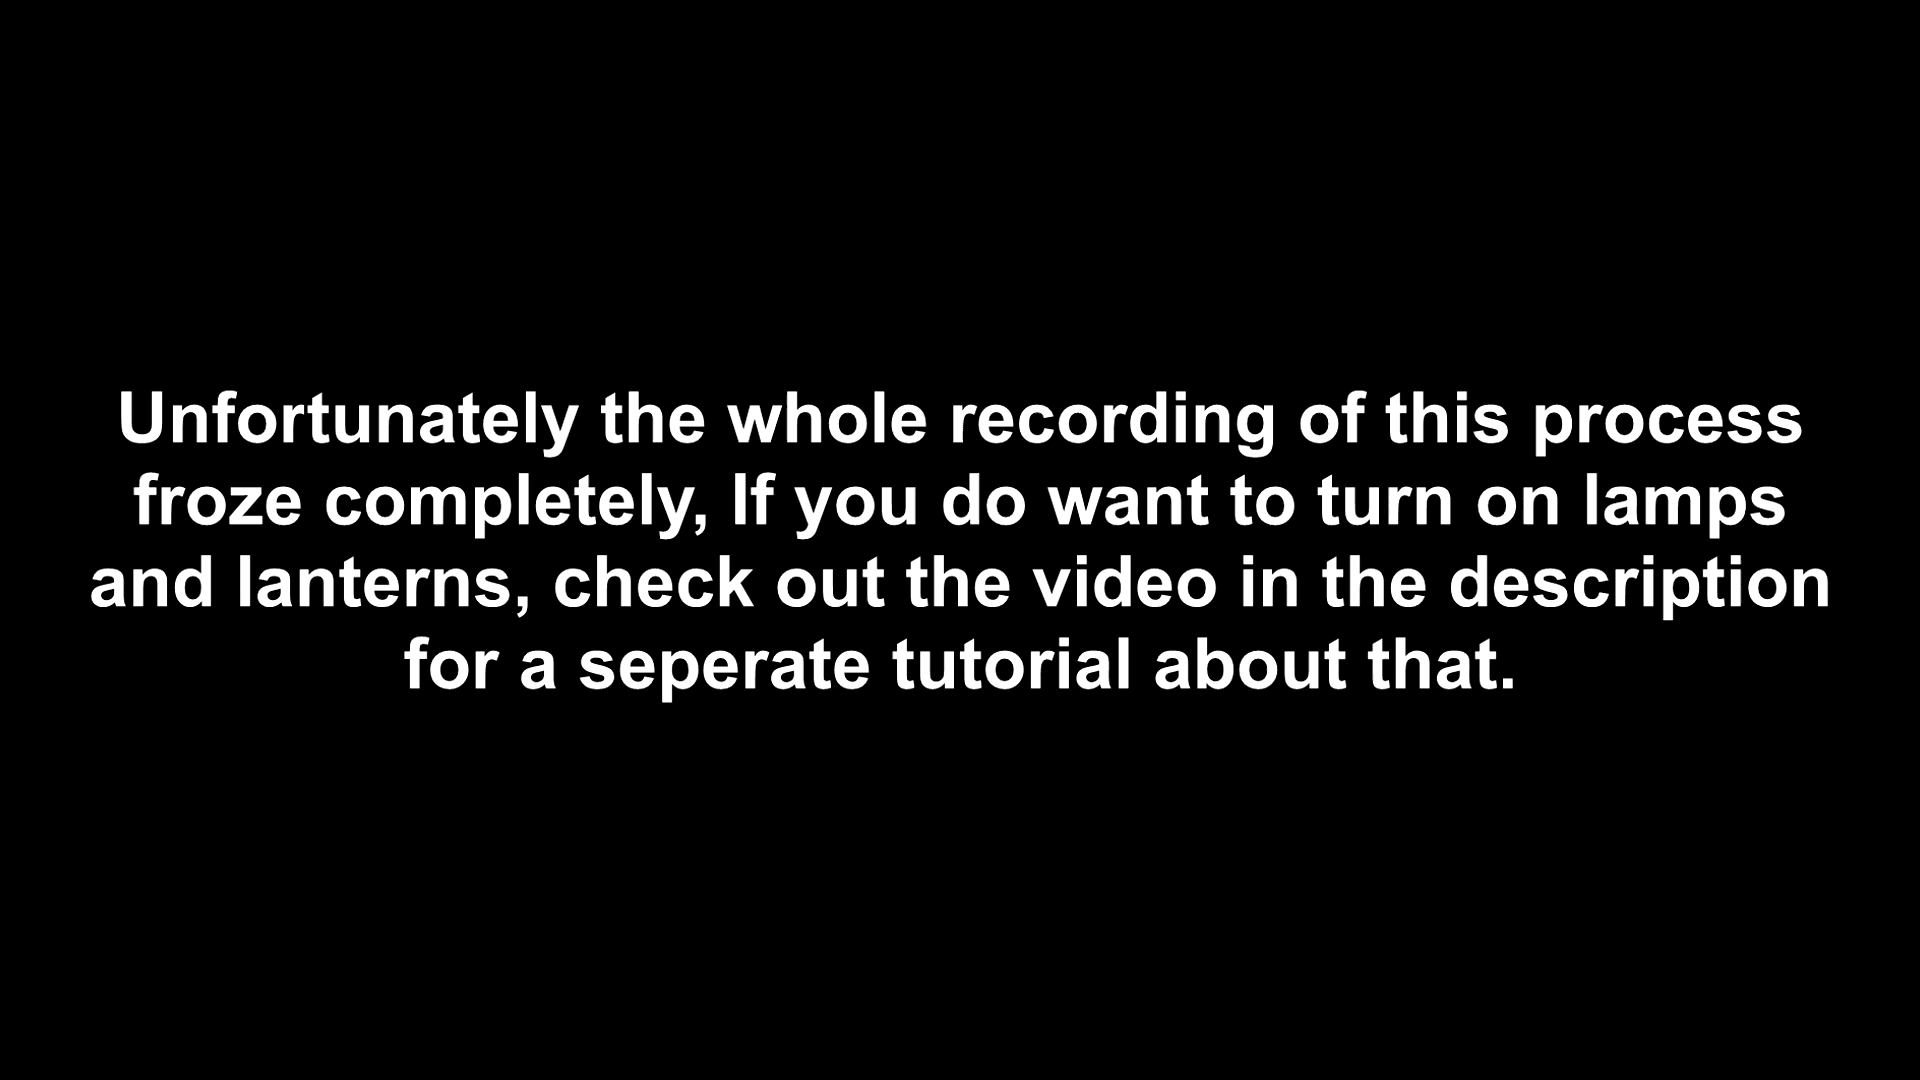 Unfortunately the whole recording of this process
froze completely, If you do want to turn on lamps
and lanterns, check out the video in the description
for a seperate tutorial about that.